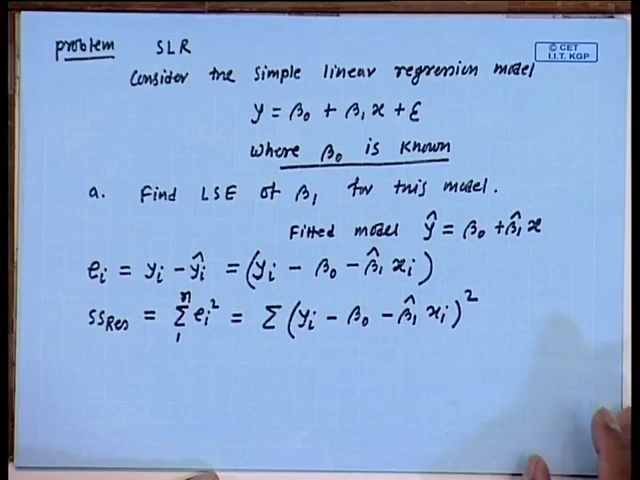 problem SLR
© CET
I.I.T. KGP
Consider the simple linear regression model
y = β₀ + β₁x + ε
where β₀ is known
a. Find LSE of β₁ for this model.
Fitted model ŷ = β₀ + β̂₁x
eᵢ = yᵢ - ŷᵢ = (yᵢ - β₀ - β̂₁xᵢ)
SS_Res = Σ₁ⁿ eᵢ² = Σ (yᵢ - β₀ - β̂₁xᵢ)²